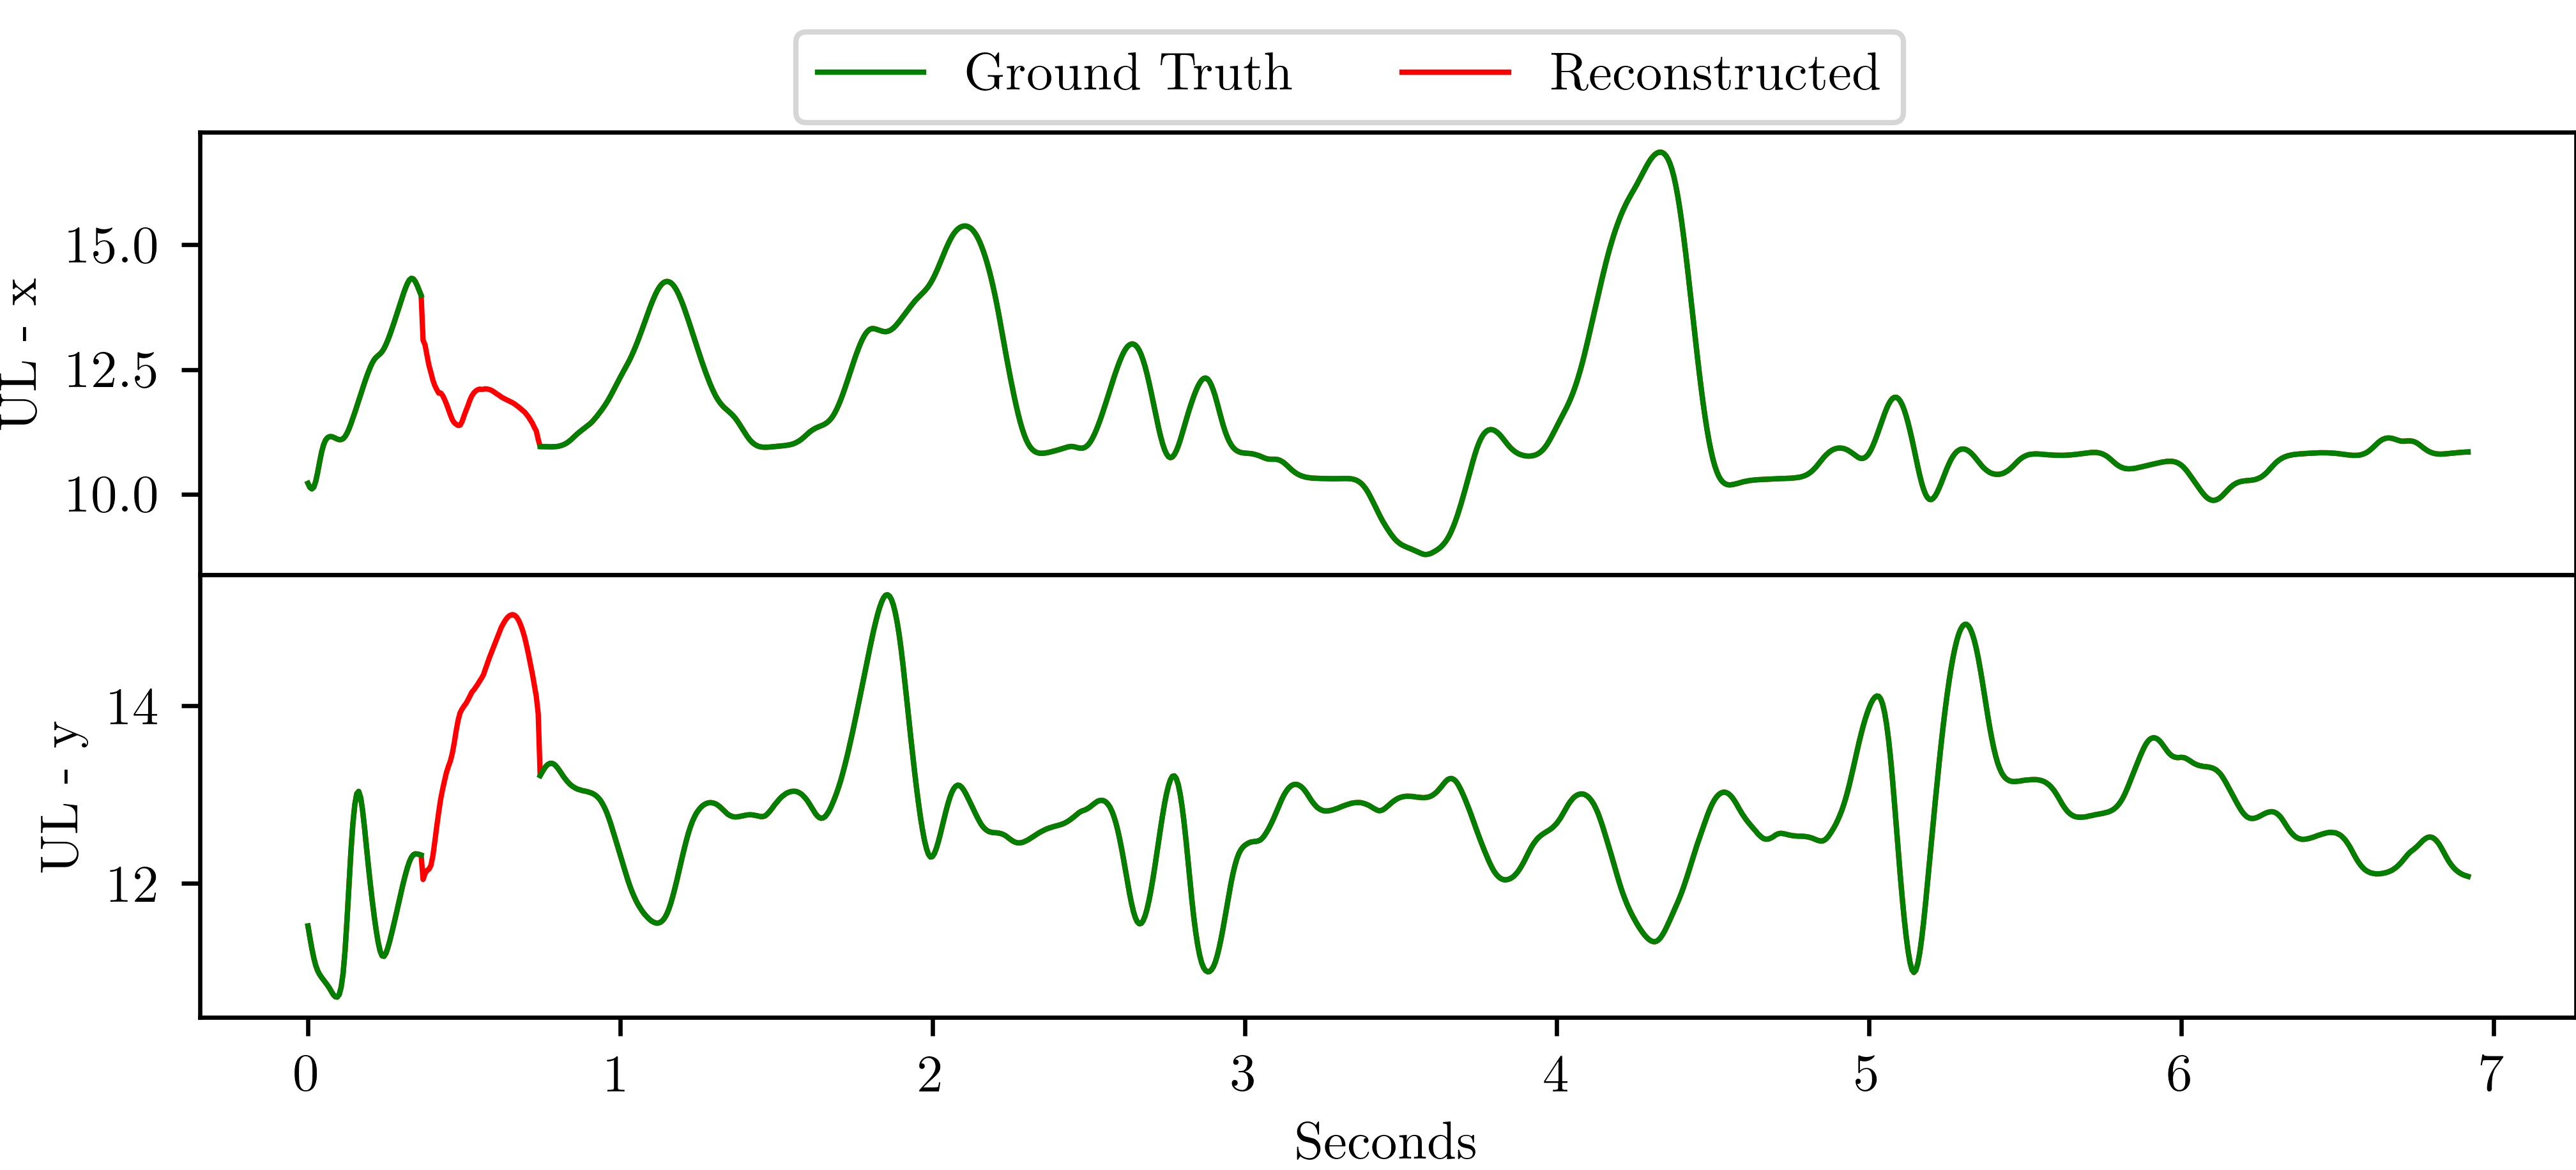 Ground Truth Reconstructed
UL - x
15.0
12.5
10.0
UL - y
14
12
0 1 2 3 4 5 6 7
Seconds